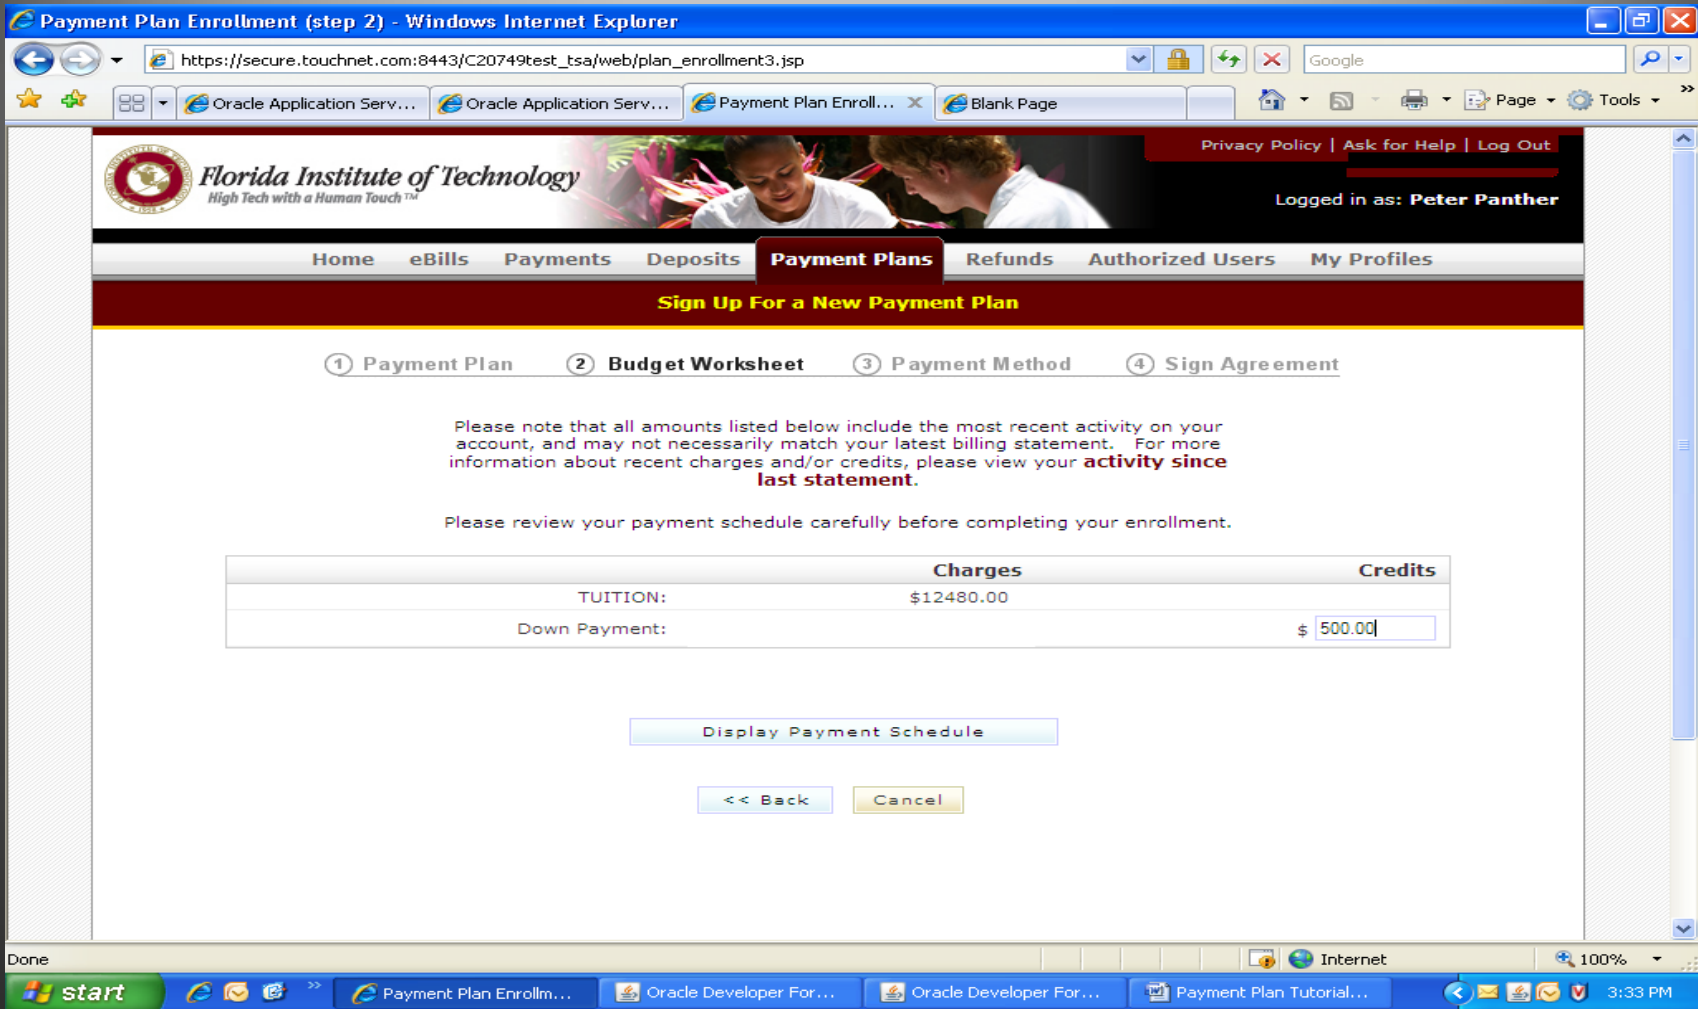 Payment Plan Enrollment (step 2) - Windows Internet Explorer
https://secure.touchnet.com:8443/C20749test_tsa/web/plan_enrollment3.jsp
Google
Oracle Application Serv...
Oracle Application Serv...
Payment Plan Enroll...
Blank Page
Page
Tools
Florida Institute of Technology
High Tech with a Human Touch™
Privacy Policy | Ask for Help | Log Out
Logged in as: Peter Panther
Home eBills Payments Deposits Payment Plans Refunds Authorized Users My Profiles
Sign Up For a New Payment Plan
1 Payment Plan 2 Budget Worksheet 3 Payment Method 4 Sign Agreement
Please note that all amounts listed below include the most recent activity on your
account, and may not necessarily match your latest billing statement. For more
information about recent charges and/or credits, please view your activity since
last statement.
Please review your payment schedule carefully before completing your enrollment.
Charges Credits
TUITION: $12480.00
Down Payment: $ 500.00
Display Payment Schedule
<< Back Cancel
Done Internet 100%
start Payment Plan Enrollm... Oracle Developer For... Oracle Developer For... Payment Plan Tutorial... 3:33 PM